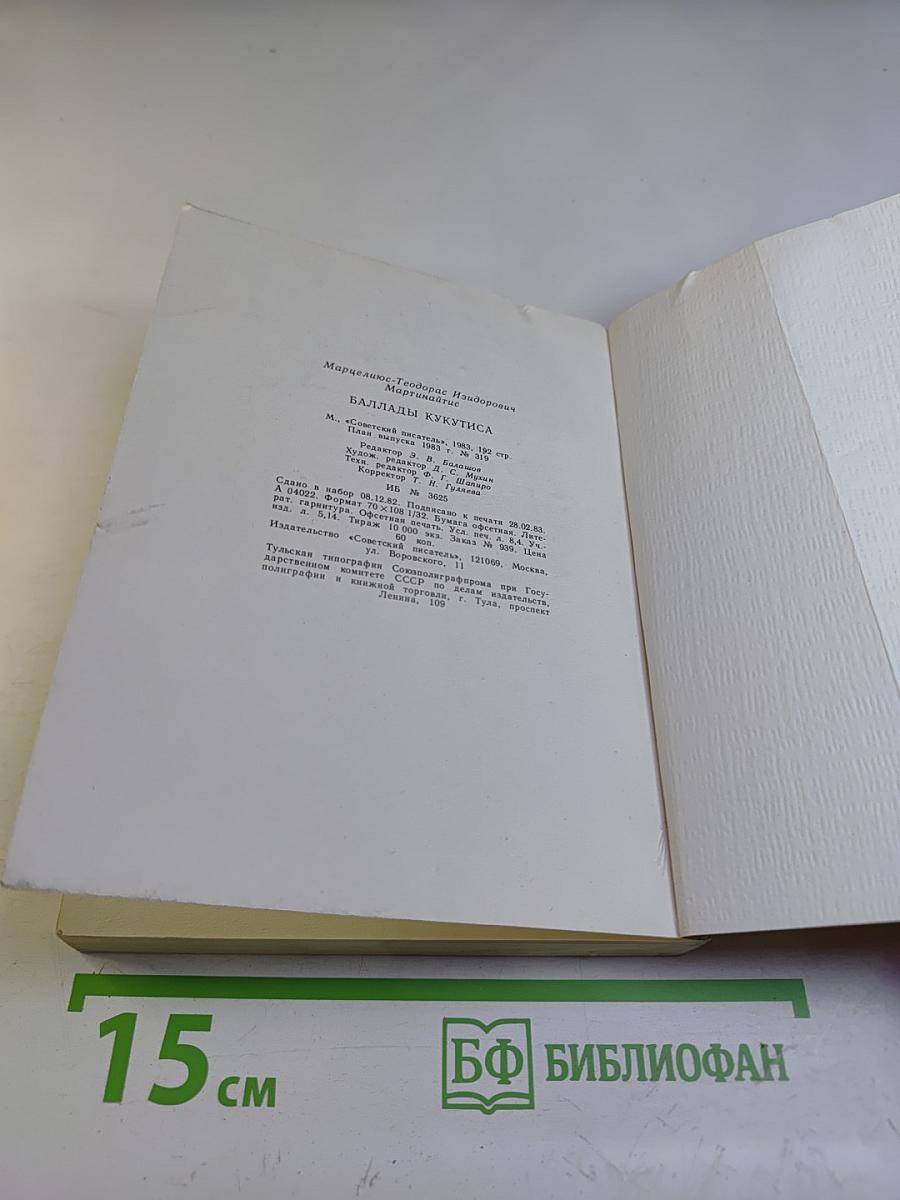 Марцелиюс-Теодорас Изидорович
Мартинайтис
БАЛЛАДЫ КУКУТИСА
М., «Советский писатель», 1983, 192 стр.
План выпуска 1983 г. № 319
Редактор Э. В. Балашов
Худож. редактор Д. С. Мухин
Техн. редактор Ф. Г. Шапиро
Корректор Т. Н. Гуляева
ИБ № 3625
Сдано в набор 08.12.82. Подписано к печати 28.02.83.
А 04022. Формат 70×108 1/32. Бумага офсетная. Лите-
рат. гарнитура. Офсетная печать. Усл. печ. л. 8,4. Уч.-
изд. л. 5,14. Тираж 10 000 экз. Заказ № 939. Цена
60 коп.
Издательство «Советский писатель», 121069, Москва,
ул. Воровского, 11
Тульская типография Союзполиграфпрома при Госу-
дарственном комитете СССР по делам издательств,
полиграфии и книжной торговли, г. Тула, проспект
Ленина, 109
15 см
БФ БИБЛИОФАН